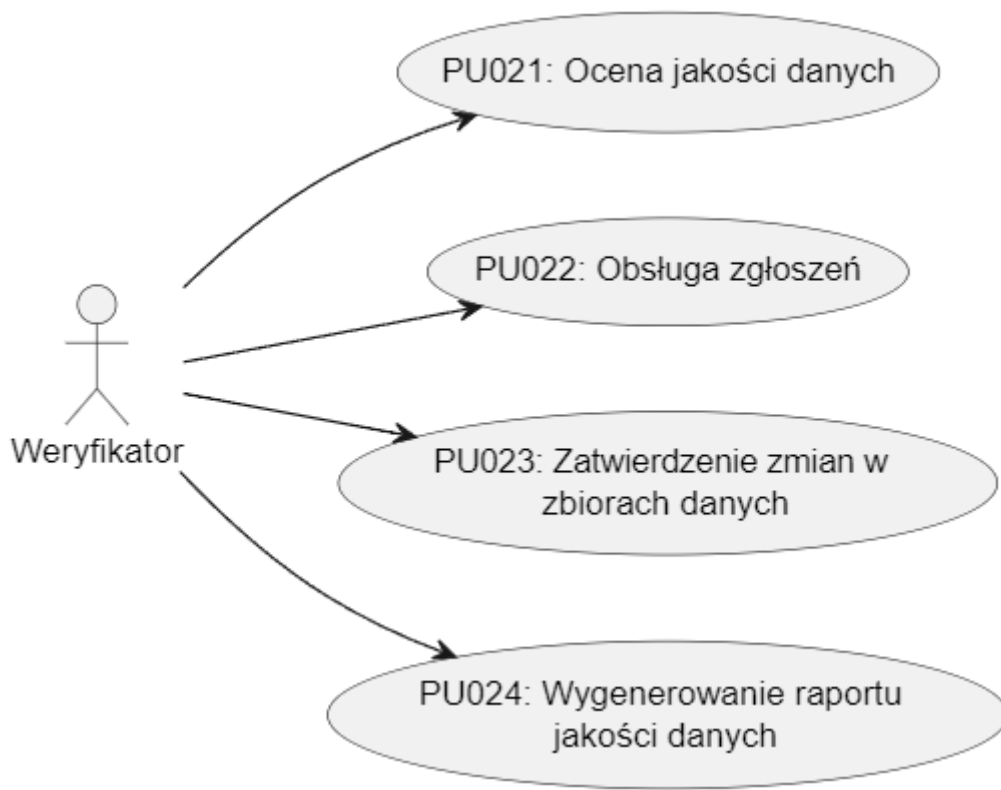 PU021: Ocena jakości danych
PU022: Obsługa zgłoszeń
Weryfikator
PU023: Zatwierdzenie zmian w
zbiorach danych
PU024: Wygenerowanie raportu
jakości danych